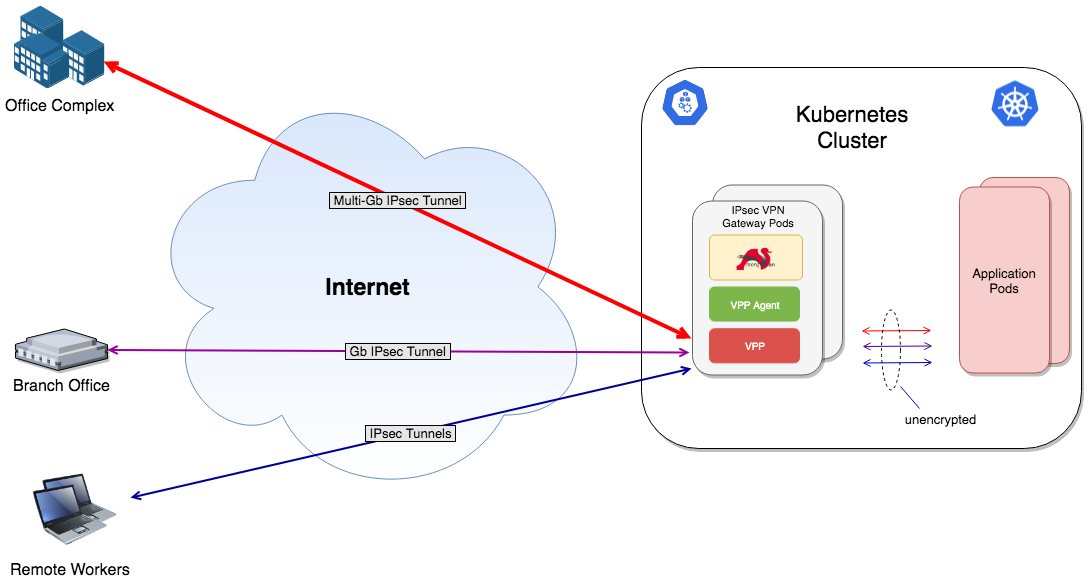 Office Complex
Kubernetes
Cluster
Multi-Gb IPsec Tunnel
IPsec VPN
Gateway Pods
Internet
Application
Pods
VPP Agent
VPP
Gb IPsec Tunnel
Branch Office
unencrypted
IPsec Tunnels
Remote Workers